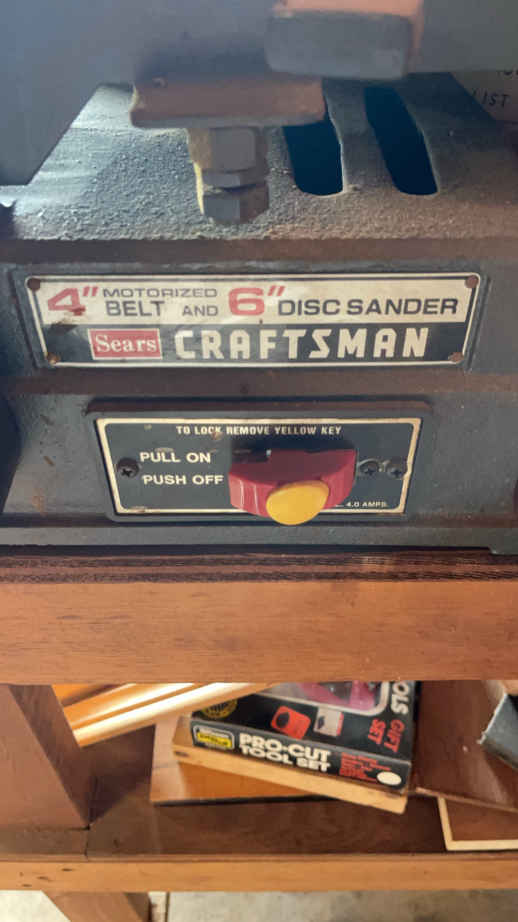 LIST
4" MOTORIZED BELT AND 6" DISC SANDER
Sears CRAFTSMAN
TO LOCK REMOVE YELLOW KEY
PULL ON
PUSH OFF
4.0 AMPS.
GIFT
SET
PRO-CUT
TOOL SET